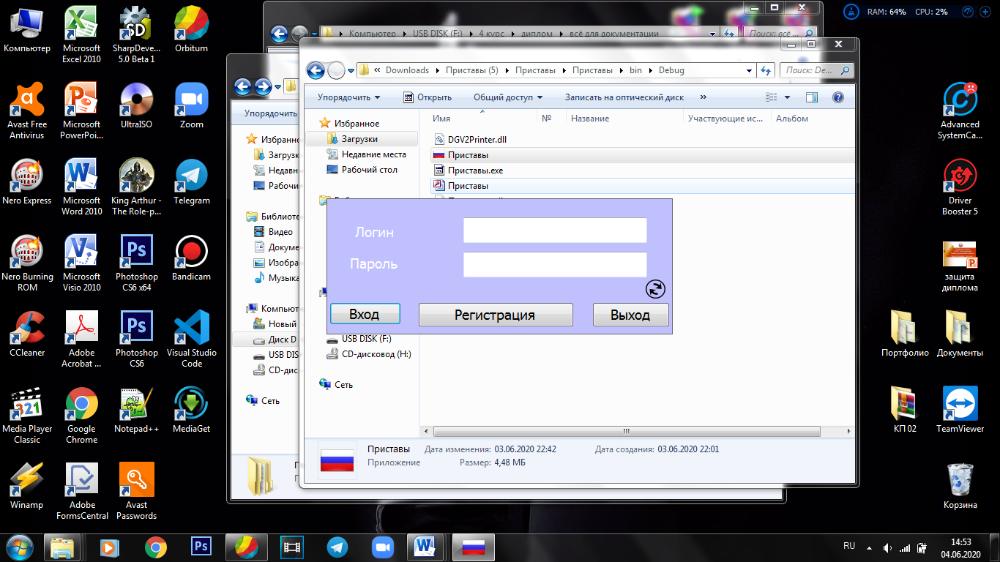 Компьютер
Microsoft
Excel 2010
SharpDeve...
5.0 Beta 1
Orbitum
Avast Free
Antivirus
Microsoft
PowerPoi...
UltraISO
Zoom
Nero Express
Microsoft
Word 2010
King Arthur -
The Role-p...
Telegram
Nero Burning
ROM
Microsoft
Visio 2010
Photoshop
CS6 x64
Bandicam
CCleaner
Adobe
Acrobat ...
Photoshop
CS6
Visual Studio
Code
Media Player
Classic
Google
Chrome
Notepad++
MediaGet
Winamp
Adobe
FormsCentral
Avast
Passwords
Компьютер USB DISK (F:) 4 курс диплом всё для документации
Поиск: всё ...
Упорядочить
Избранно
Загрузк
Недавн
Рабочи
Библиоте
Видео
Докуме
Изобра
Музыка
Компьют
Новый
Диск D
USB DIS
CD-дис
Сеть
« Downloads Приставы (5) Приставы Приставы bin Debug
Поиск: De...
Упорядочить Открыть Общий доступ Записать на оптический диск »
Избранное
Загрузки
Недавние места
Рабочий стол
Имя № Название Участвующие ис... Альбом
DGV2Printer.dll
Приставы
Приставы.exe
Приставы
Логин
Пароль
Вход Регистрация Выход
USB DISK (F:)
CD-дисковод (H:)
Сеть
Приставы Дата изменения: 03.06.2020 22:42 Дата создания: 03.06.2020 22:01
Приложение Размер: 4,48 МБ
RAM: 64% CPU: 2%
Advanced
SystemCa...
Driver
Booster 5
защита
диплома
Портфолио
Документы
КП 02
TeamViewer
Корзина
RU
14:53
04.06.2020